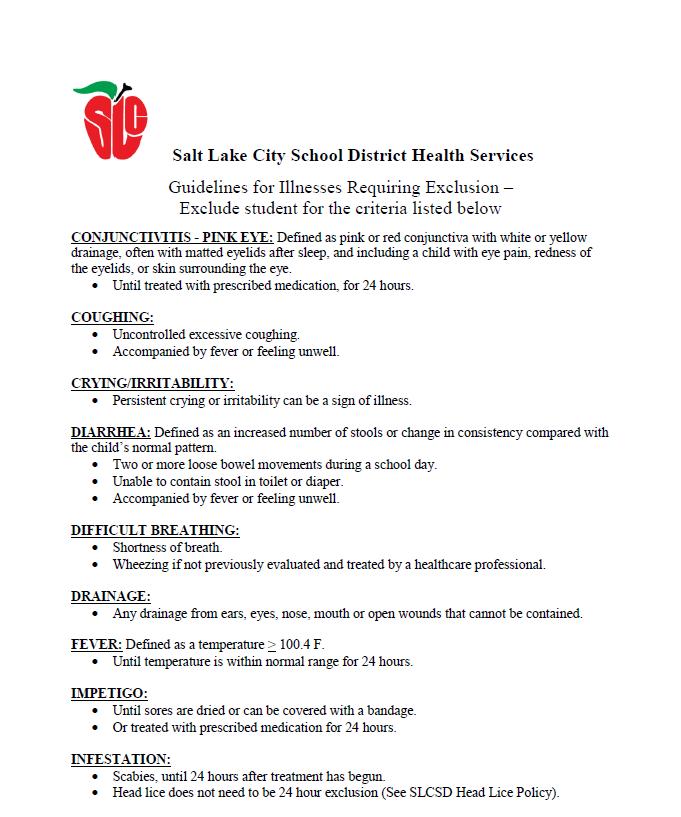 SLC
Salt Lake City School District Health Services
Guidelines for Illnesses Requiring Exclusion –
Exclude student for the criteria listed below
CONJUNCTIVITIS - PINK EYE: Defined as pink or red conjunctiva with white or yellow
drainage, often with matted eyelids after sleep, and including a child with eye pain, redness of
the eyelids, or skin surrounding the eye.
• Until treated with prescribed medication, for 24 hours.
COUGHING:
• Uncontrolled excessive coughing.
• Accompanied by fever or feeling unwell.
CRYING/IRRITABILITY:
• Persistent crying or irritability can be a sign of illness.
DIARRHEA: Defined as an increased number of stools or change in consistency compared with
the child’s normal pattern.
• Two or more loose bowel movements during a school day.
• Unable to contain stool in toilet or diaper.
• Accompanied by fever or feeling unwell.
DIFFICULT BREATHING:
• Shortness of breath.
• Wheezing if not previously evaluated and treated by a healthcare professional.
DRAINAGE:
• Any drainage from ears, eyes, nose, mouth or open wounds that cannot be contained.
FEVER: Defined as a temperature ≥ 100.4 F.
• Until temperature is within normal range for 24 hours.
IMPETIGO:
• Until sores are dried or can be covered with a bandage.
• Or treated with prescribed medication for 24 hours.
INFESTATION:
• Scabies, until 24 hours after treatment has begun.
• Head lice does not need to be 24 hour exclusion (See SLCSD Head Lice Policy).